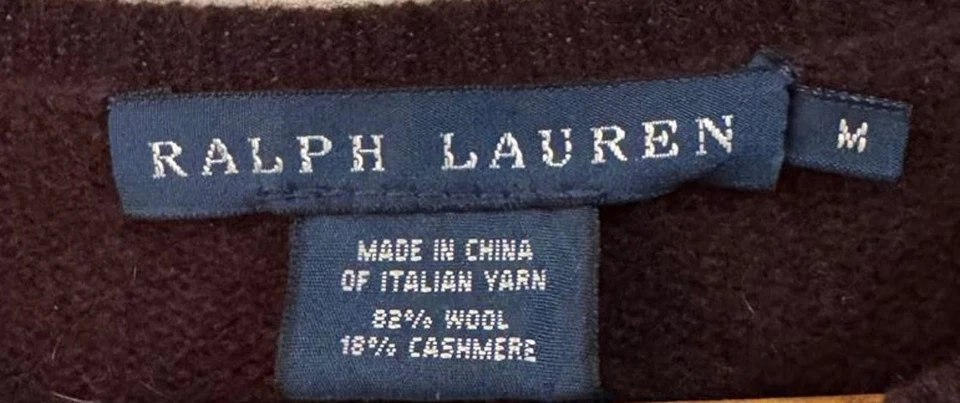 RALPH LAUREN
M
MADE IN CHINA
OF ITALIAN YARN
82% WOOL
18% CASHMERE